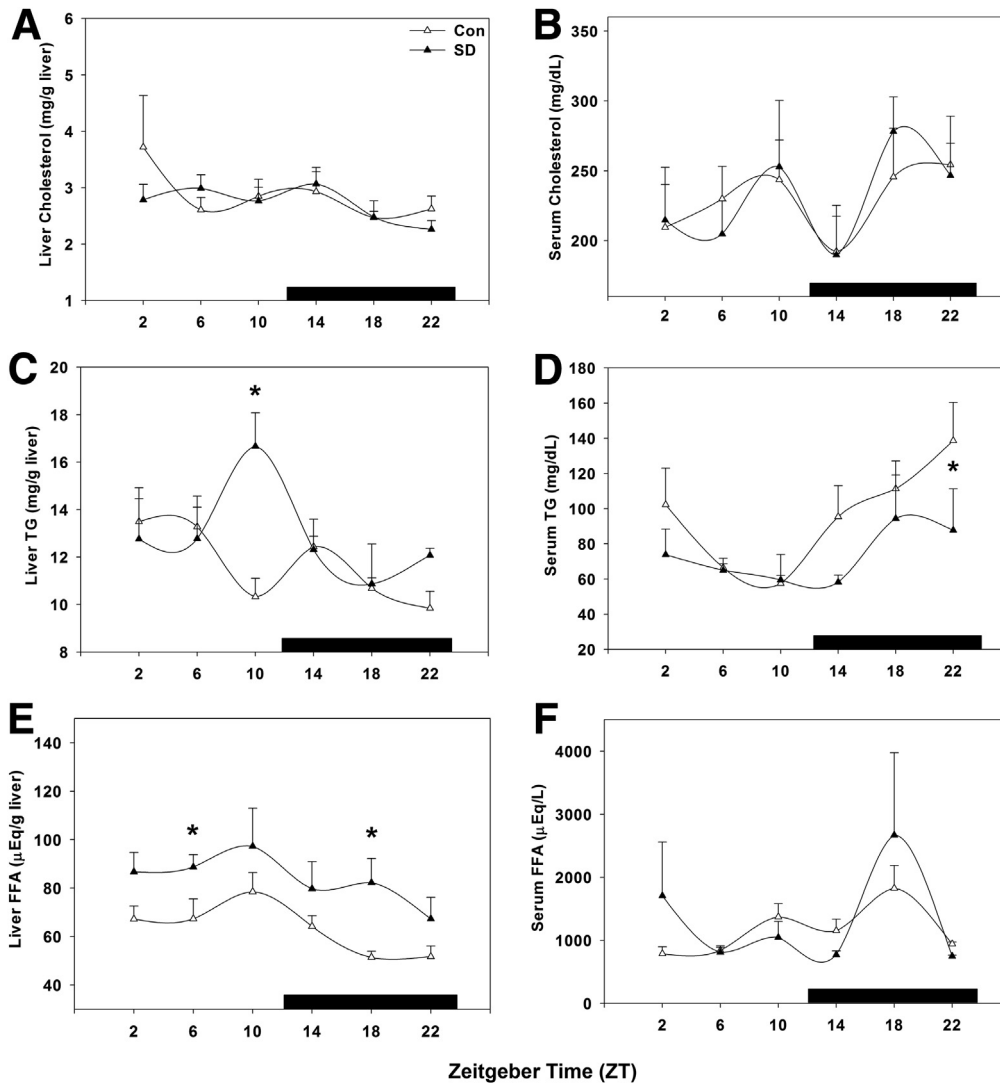 A
Liver Cholesterol (mg/g liver)
6
5
4
3
2
1
Con
SD
2 6 10 14 18 22
B
Serum Cholesterol (mg/dL)
350
300
250
200
2 6 10 14 18 22
C
Liver TG (mg/g liver)
20
18
16
14
12
10
8
*
2 6 10 14 18 22
D
Serum TG (mg/dL)
180
160
140
120
100
80
60
40
20
*
2 6 10 14 18 22
E
Liver FFA (μEq/g liver)
140
120
100
80
60
40
* *
2 6 10 14 18 22
F
Serum FFA (μEq/L)
4000
3000
2000
1000
0
2 6 10 14 18 22
Zeitgeber Time (ZT)